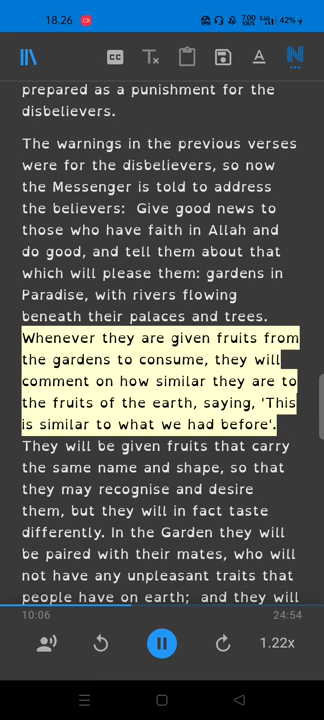 18.26
7.00 KB/S
42%
CC
prepared as a punishment for the
disbelievers.
The warnings in the previous verses
were for the disbelievers, so now
the Messenger is told to address
the believers: Give good news to
those who have faith in Allah and
do good, and tell them about that
which will please them: gardens in
Paradise, with rivers flowing
beneath their palaces and trees.
Whenever they are given fruits from
the gardens to consume, they will
comment on how similar they are to
the fruits of the earth, saying, 'This
is similar to what we had before'.
They will be given fruits that carry
the same name and shape, so that
they may recognise and desire
them, but they will in fact taste
differently. In the Garden they will
be paired with their mates, who will
not have any unpleasant traits that
people have on earth; and they will
10:06
24:54
1.22x